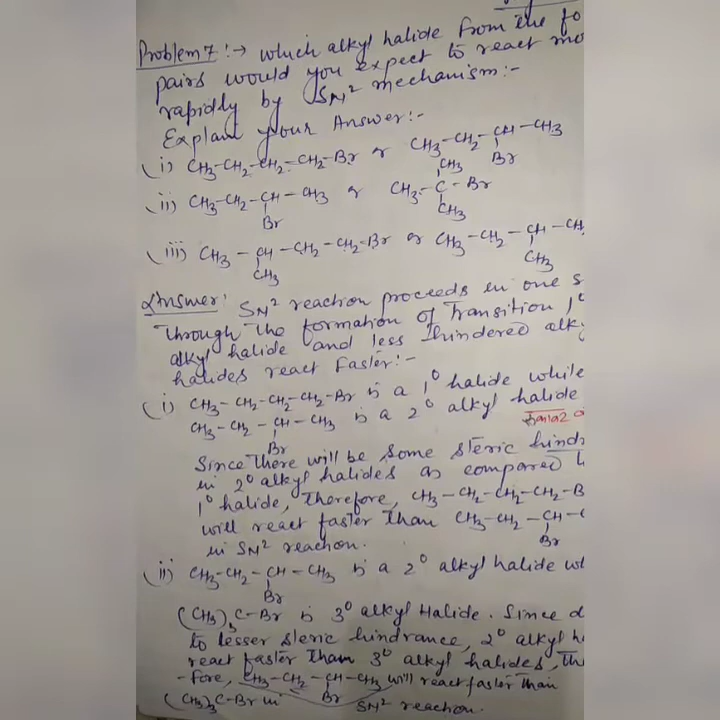 Problem 7 :→ which alkyl halide from the fo
pairs would you expect to react mo
rapidly by SN² mechanism:-
Explain your Answer:-
(i) CH3-CH2-CH2-CH2-Br or CH3-CH2-CH-CH3
Br
(ii) CH3-CH2-CH-CH3 or CH3-C-Br
Br
CH3
CH3
(iii) CH3-CH-CH2-CH2-Br or CH3-CH2-CH-CH
CH3
CH3
Answer: SN² reaction proceeds in one s
Through the formation of Transition 1°
alkyl halide and less hindered alky
halides react Faster:-
(i) CH3-CH2-CH2-CH2-Br is a 1° halide while
CH3-CH2-CH-CH3 is a 2° alkyl halide
Br
Since there will be some steric hindr
in 2° alkyl halides as compared
1° halide, Therefore, CH3-CH2-CH2-CH2-B
will react faster than CH3-CH2-CH-
Br
in SN² reaction.
(ii) CH3-CH2-CH-CH3 is a 2° alkyl halide wh
Br
(CH3)3C-Br is 3° alkyl Halide. Since d
to lesser steric hindrance, 2° alkyl h
react faster Than 3° alkyl halides, The
-fore, CH3-CH2-CH-CH3 will react faster Than
Br
(CH3)3C-Br in SN² reaction.